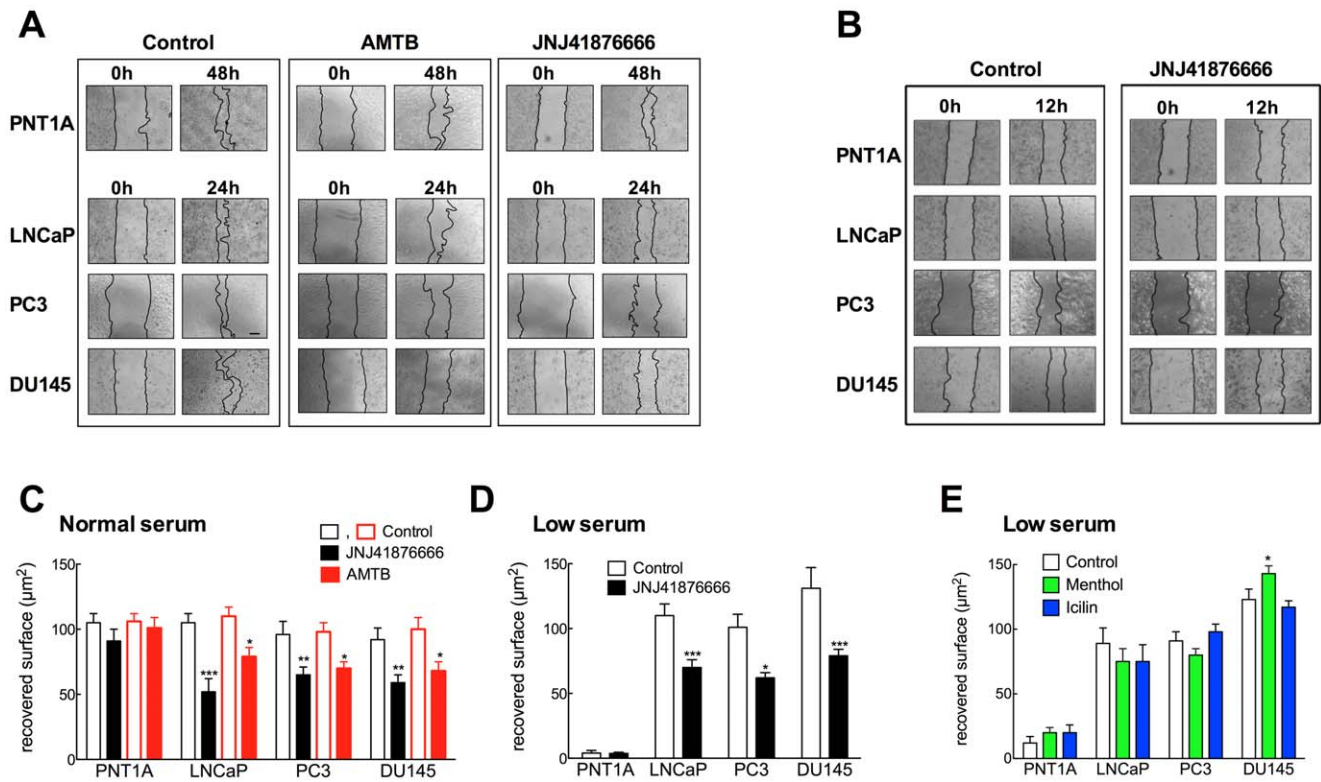 A
Control AMTB JNJ41876666
0h 48h 0h 48h 0h 48h
PNT1A
0h 24h 0h 24h 0h 24h
LNCaP
PC3
DU145
B
Control JNJ41876666
0h 12h 0h 12h
PNT1A
LNCaP
PC3
DU145
C
Normal serum
, Control
JNJ41876666
AMTB
recovered surface (µm²)
150
100
50
0
*** * ** * ** *
PNT1A LNCaP PC3 DU145
D
Low serum
Control
JNJ41876666
recovered surface (µm²)
150
100
50
0
*** * ***
PNT1A LNCaP PC3 DU145
E
Low serum
Control
Menthol
Icilin
recovered surface (µm²)
150
100
50
0
*
PNT1A LNCaP PC3 DU145